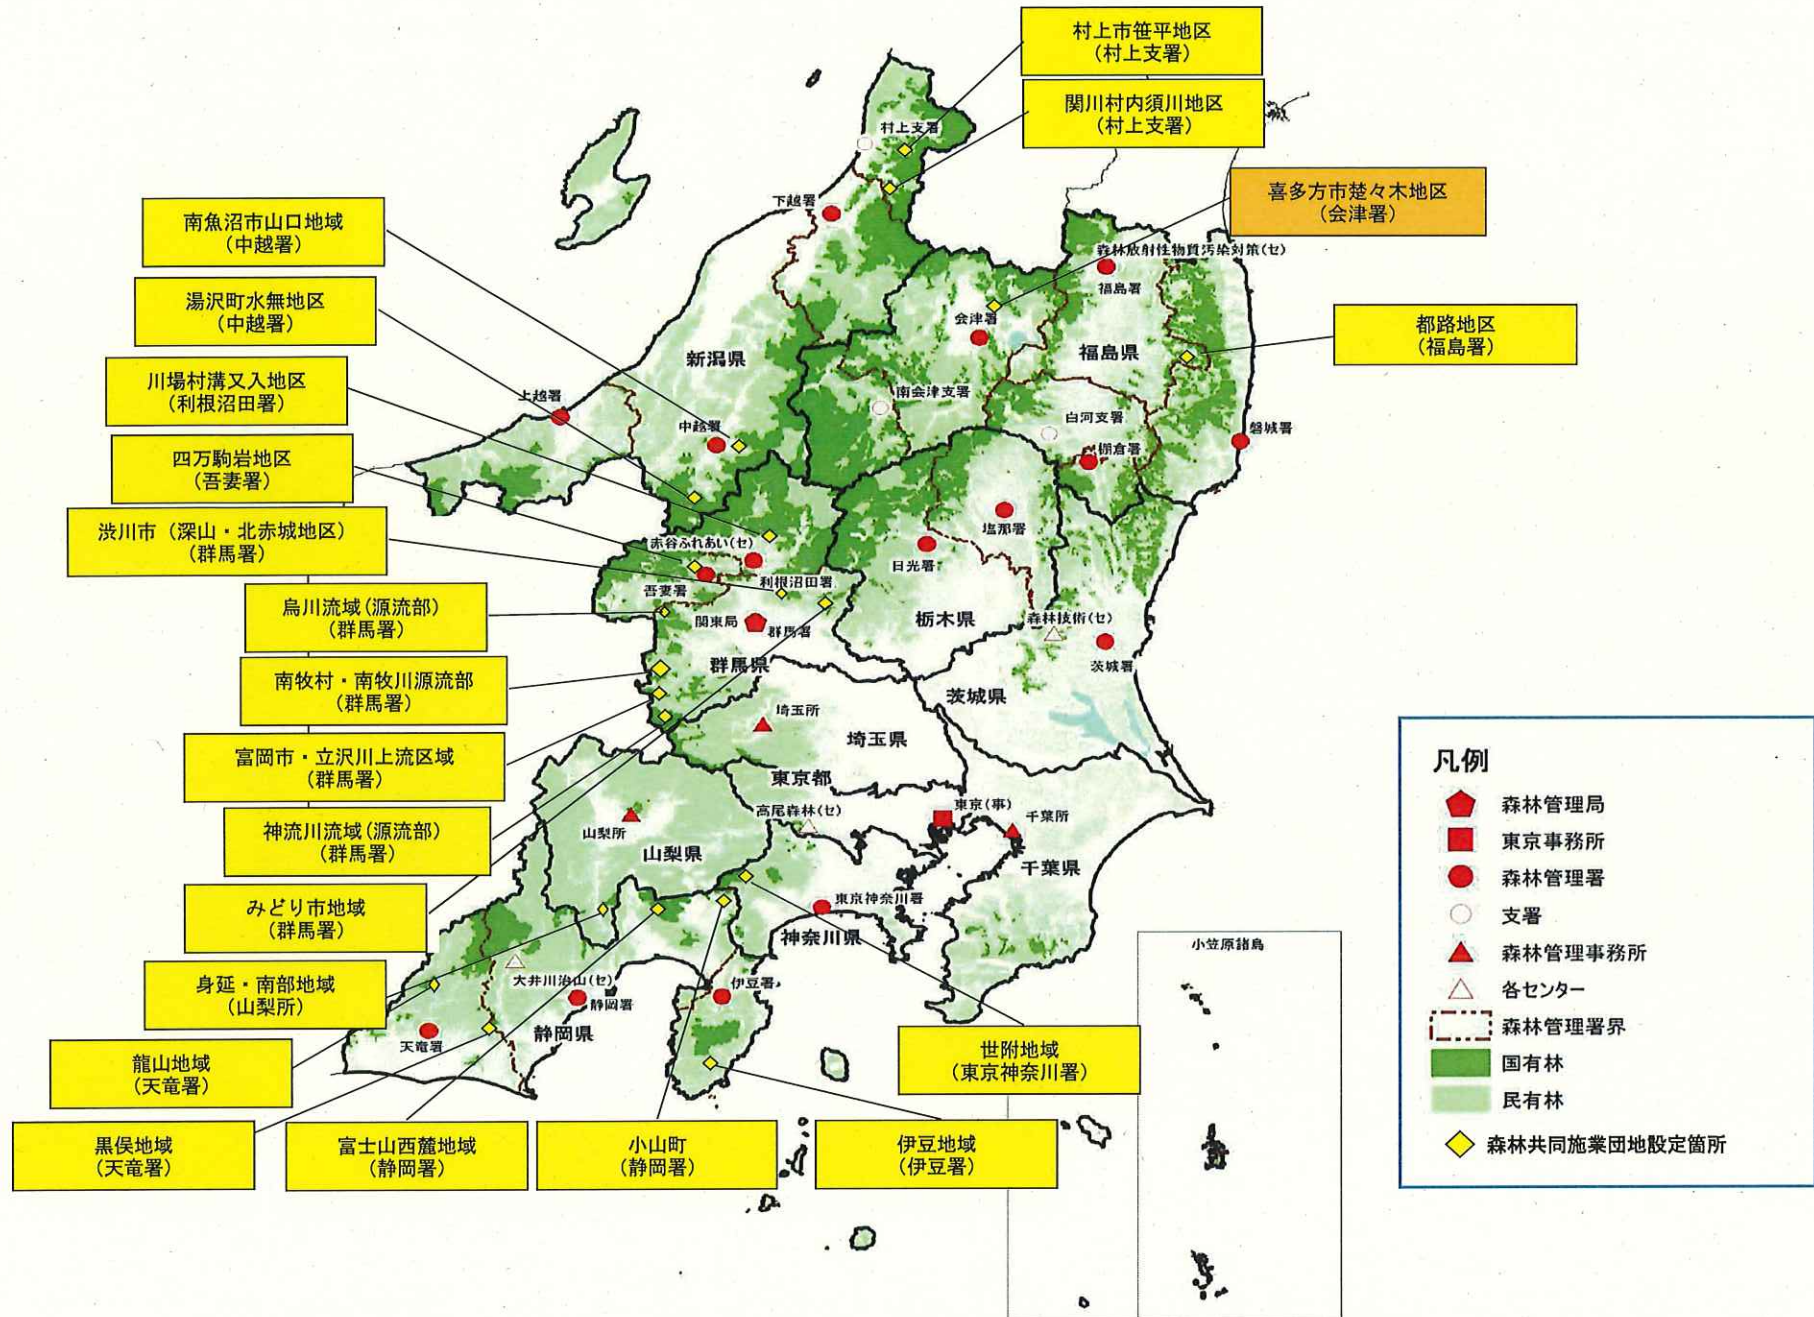 村上市笹平地区
(村上支署)
関川村内須川地区
(村上支署)
喜多方市楚々木地区
(会津署)
都路地区
(福島署)
南魚沼市山口地域
(中越署)
湯沢町水無地区
(中越署)
川場村溝又入地区
(利根沼田署)
四万駒岩地区
(吾妻署)
渋川市（深山・北赤城地区)
(群馬署)
烏川流域(源流部)
(群馬署)
南牧村・南牧川源流部
(群馬署)
富岡市・立沢川上流区域
(群馬署)
神流川流域(源流部)
(群馬署)
みどり市地域
(群馬署)
身延・南部地域
(山梨所)
龍山地域
(天竜署)
黒俣地域
(天竜署)
富士山西麓地域
(静岡署)
小山町
(静岡署)
伊豆地域
(伊豆署)
世附地域
(東京神奈川署)
村上支署
下越署
森林放射性物質汚染対策(セ)
福島署
会津署
福島県
新潟県
南会津支署
上越署
中越署
白河支署
棚倉署
磐城署
塩那署
日光署
赤谷ふれあい(セ)
利根沼田署
吾妻署
関東局
群馬署
栃木県
森林技術(セ)
茨城署
群馬県
茨城県
埼玉所
埼玉県
東京都
高尾森林(セ)
東京(事)
千葉所
山梨所
山梨県
千葉県
東京神奈川署
神奈川県
大井川治山(セ)
静岡署
伊豆署
天竜署
静岡県
小笠原諸島
凡例
森林管理局
東京事務所
森林管理署
支署
森林管理事務所
各センター
森林管理署界
国有林
民有林
森林共同施業団地設定箇所